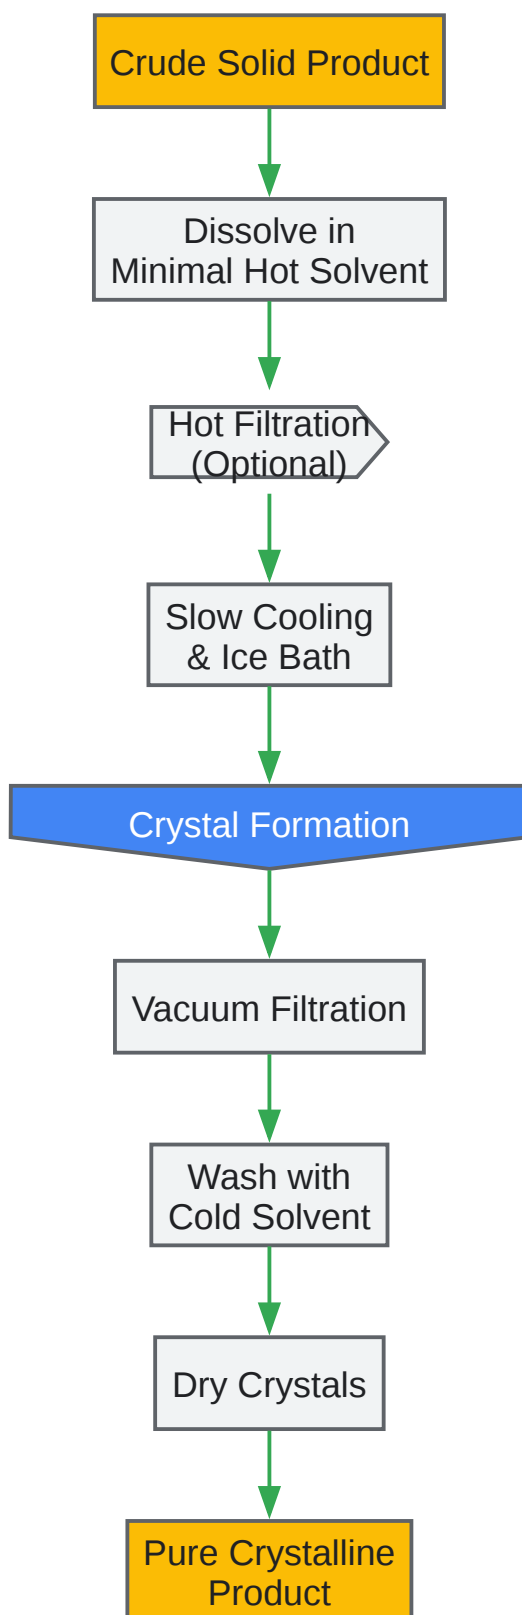 Crude Solid Product
Dissolve in
Minimal Hot Solvent
Hot Filtration
(Optional)
Slow Cooling
& Ice Bath
Crystal Formation
Vacuum Filtration
Wash with
Cold Solvent
Dry Crystals
Pure Crystalline
Product